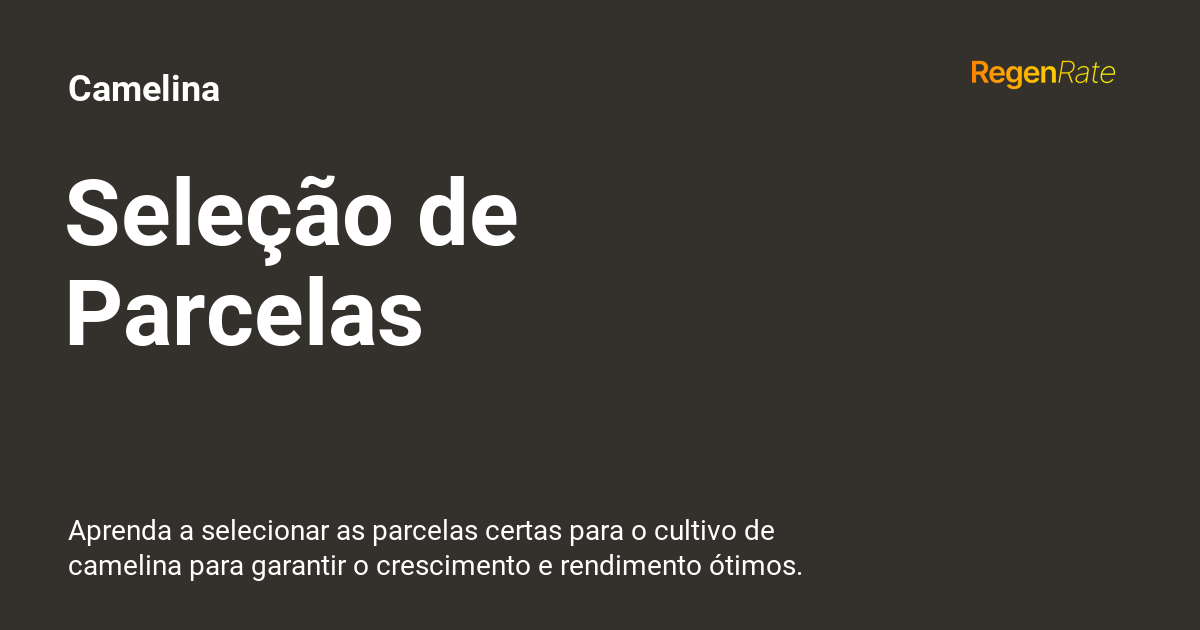 Camelina
RegenRate
Seleção de
Parcelas
Aprenda a selecionar as parcelas certas para o cultivo de
camelina para garantir o crescimento e rendimento ótimos.